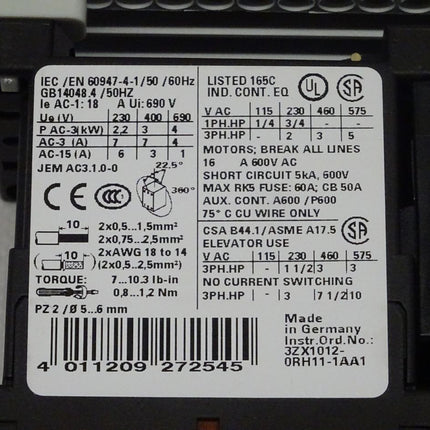 IEC /EN 60947-4-1/50 /60Hz
GB14048.4 /50HZ
Ie AC-1: 18 A Ui: 690 V
Ue (V) 230 400 690
P AC-3(kW) 2,2 3 4
AC-3 (A) 7 7 4
AC-15 (A) 6 3 1
JEM AC3.1.0-0
22.5°
360°
CE CCC
10 2x0,5...1,5mm²
2x0,75...2,5mm²
10 2xAWG 18 to 14
(2x0,5...2,5mm²)
TORQUE: 7...10.3 lb-in
0,8...1,2 Nm
PZ 2 / Ø 5...6 mm
4 011209 272545
LISTED 165C
IND. CONT. EQ
UL SA
V AC 115 230 460 575
1PH.HP 1/4 3/4 - -
3PH.HP - 2 3 5
MOTORS; BREAK ALL LINES
16 A 600V AC
SHORT CIRCUIT 5kA, 600V
MAX RK5 FUSE: 60A; CB 50A
AUX. CONT. A600 /P600
75° C CU WIRE ONLY
CSA B44.1/ ASME A17.5
ELEVATOR USE
SA
V AC 115 230 460 575
3PH.HP - 1 1/2 3 3
NO CURRENT SWITCHING
3PH.HP - 3 7 1/2 10
Made
in Germany
Instr.Ord.No.:
3ZX1012-
0RH11-1AA1